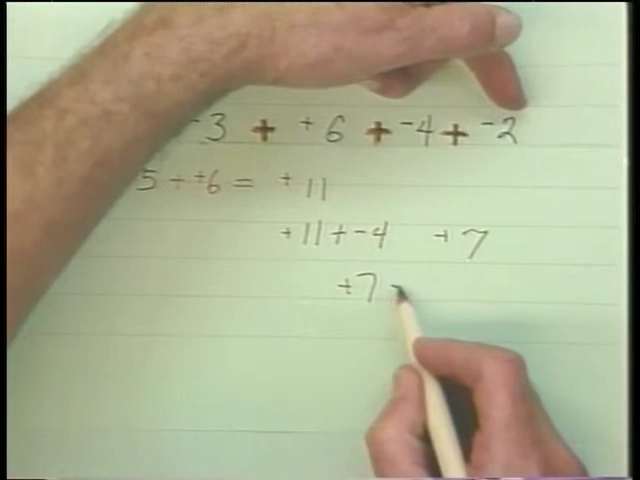 -3 + +6 + -4 + -2
5 + +6 = +11
+11 + -4 +7
+7 -